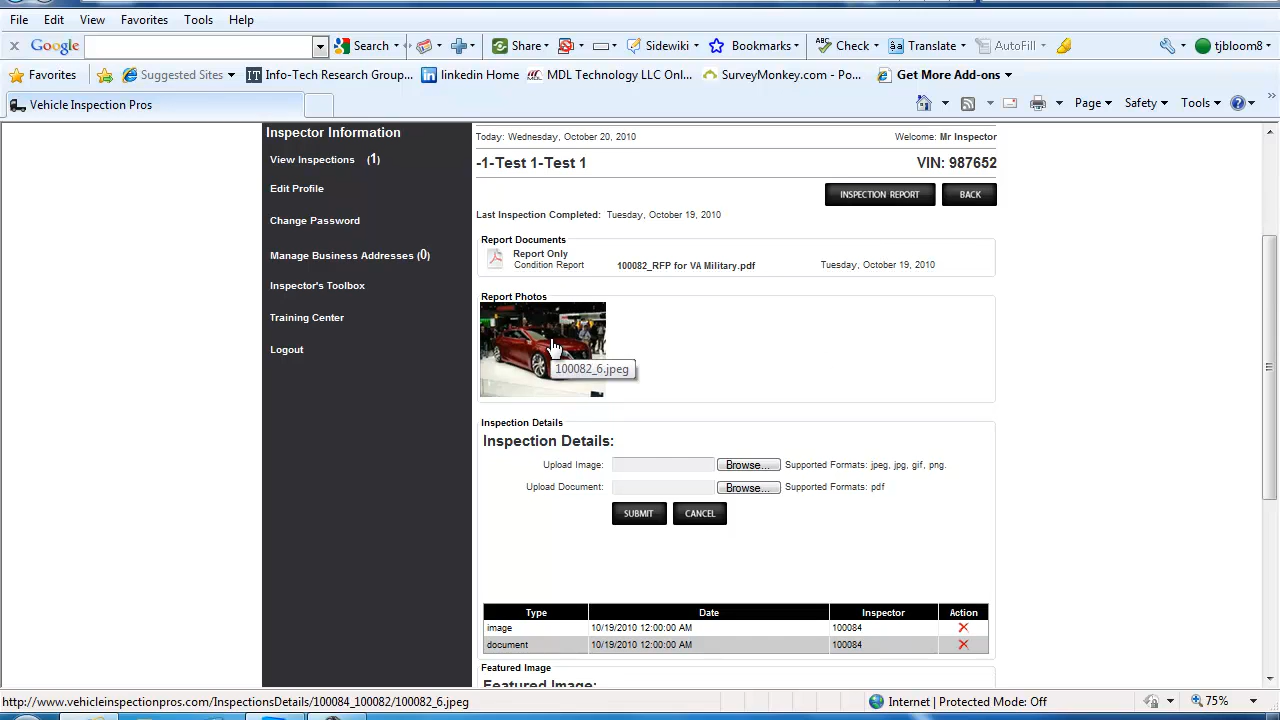 File Edit View Favorites Tools Help
Google Search Share Sidewiki Bookmarks Check Translate AutoFill tjbloom8
Favorites Suggested Sites Info-Tech Research Group... linkedin Home MDL Technology LLC Onl... SurveyMonkey.com - Po... Get More Add-ons
Vehicle Inspection Pros Page Safety Tools
Inspector Information
View Inspections (1)
Edit Profile
Change Password
Manage Business Addresses (0)
Inspector's Toolbox
Training Center
Logout
Today: Wednesday, October 20, 2010 Welcome: Mr Inspector
-1-Test 1-Test 1 VIN: 987652
INSPECTION REPORT BACK
Last Inspection Completed: Tuesday, October 19, 2010
Report Documents
Report Only
Condition Report 100082_RFP for VA Military.pdf Tuesday, October 19, 2010
Report Photos
100082_6.jpeg
Inspection Details
Inspection Details:
Upload Image: Browse... Supported Formats: jpeg, jpg, gif, png.
Upload Document: Browse... Supported Formats: pdf
SUBMIT CANCEL
Type Date Inspector Action
image 10/19/2010 12:00:00 AM 100084
document 10/19/2010 12:00:00 AM 100084
Featured Image
Featured Image:
http://www.vehicleinspectionpros.com/InspectionsDetails/100084_100082/100082_6.jpeg Internet | Protected Mode: Off 75%